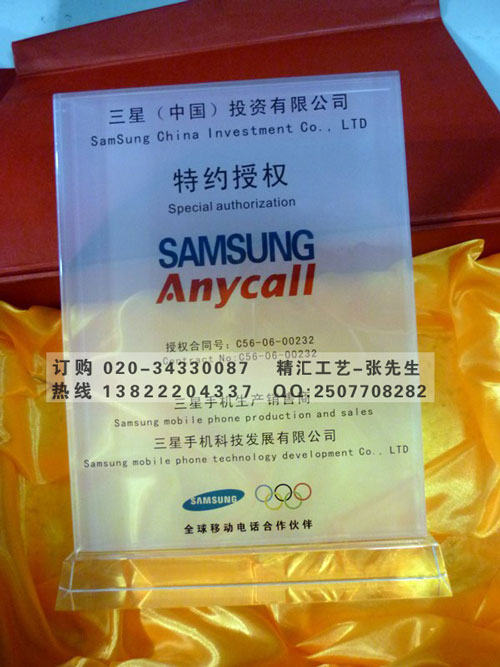 三星（中国）投资有限公司
SamSung China Investment Co., LTD
特约授权
Special authorization
SAMSUNG
Anycall
授权合同号：C56-06-00232
Contract No:C56-06-00232
订购 020-34330087 精汇工艺-张先生
热线 13822204337 QQ:2507708282
三星手机生产销售商
Samsung mobile phone production and sales
三星手机科技发展有限公司
Samsung mobile phone technology development Co., LTD
SAMSUNG
全球移动电话合作伙伴